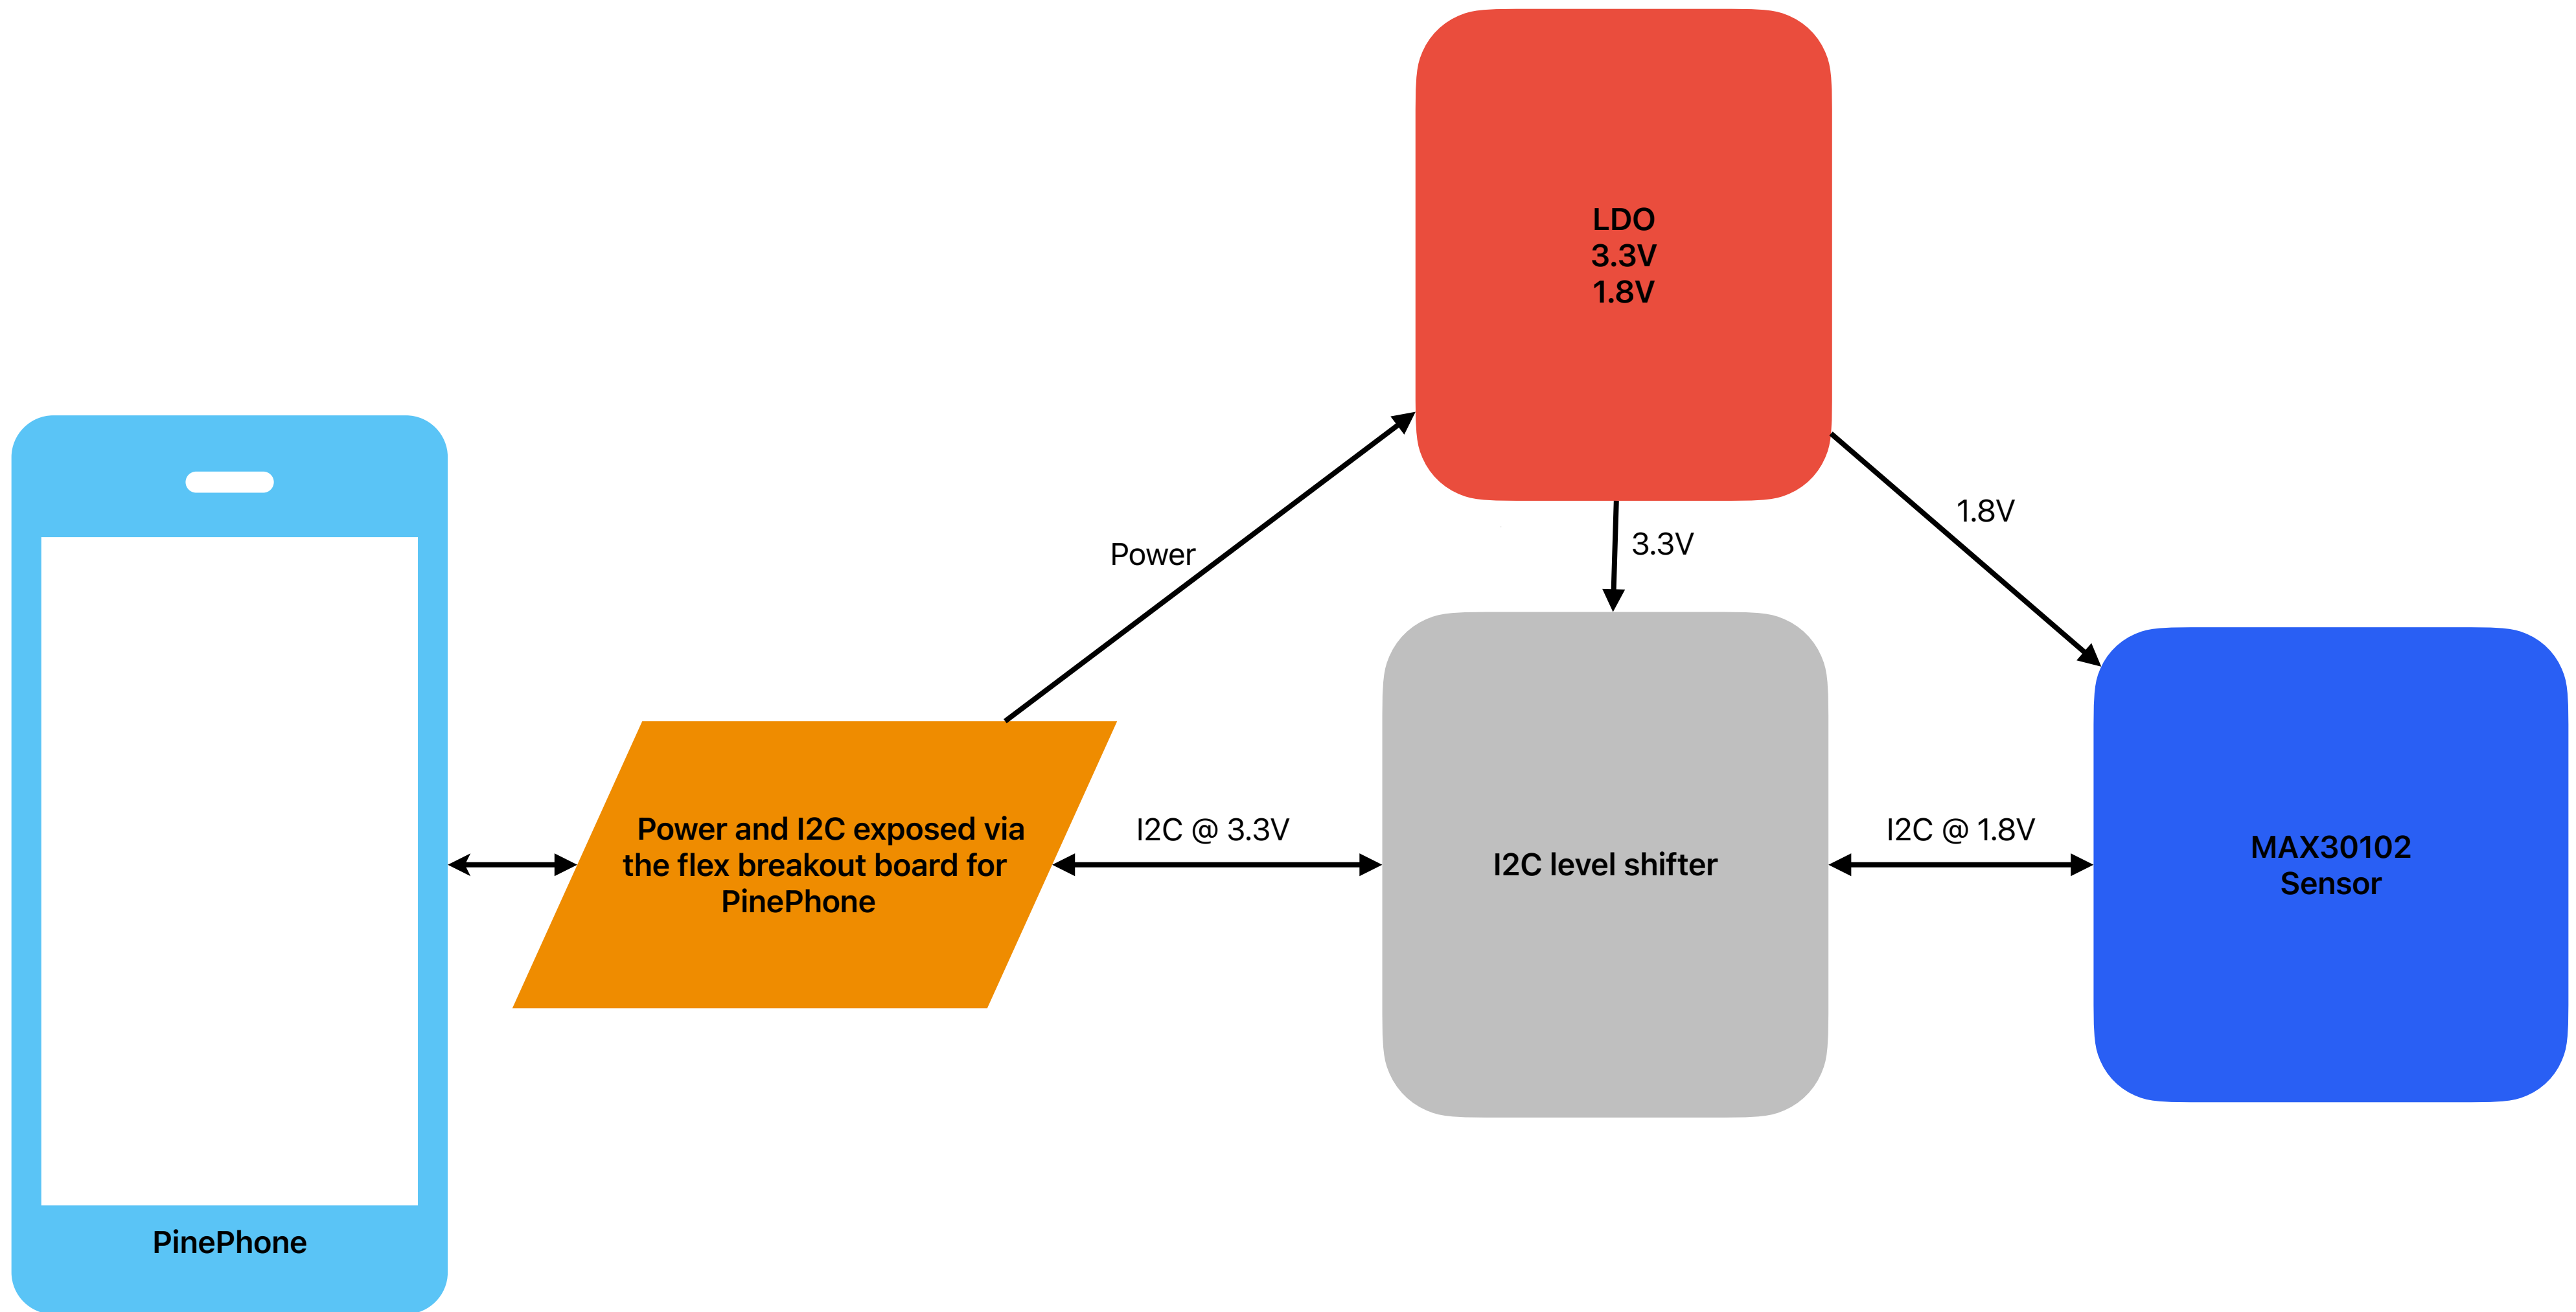 LDO
3.3V
1.8V
1.8V
3.3V
Power
Power and I2C exposed via
the flex breakout board for
PinePhone
I2C @ 3.3V
I2C level shifter
I2C @ 1.8V
MAX30102
Sensor
PinePhone